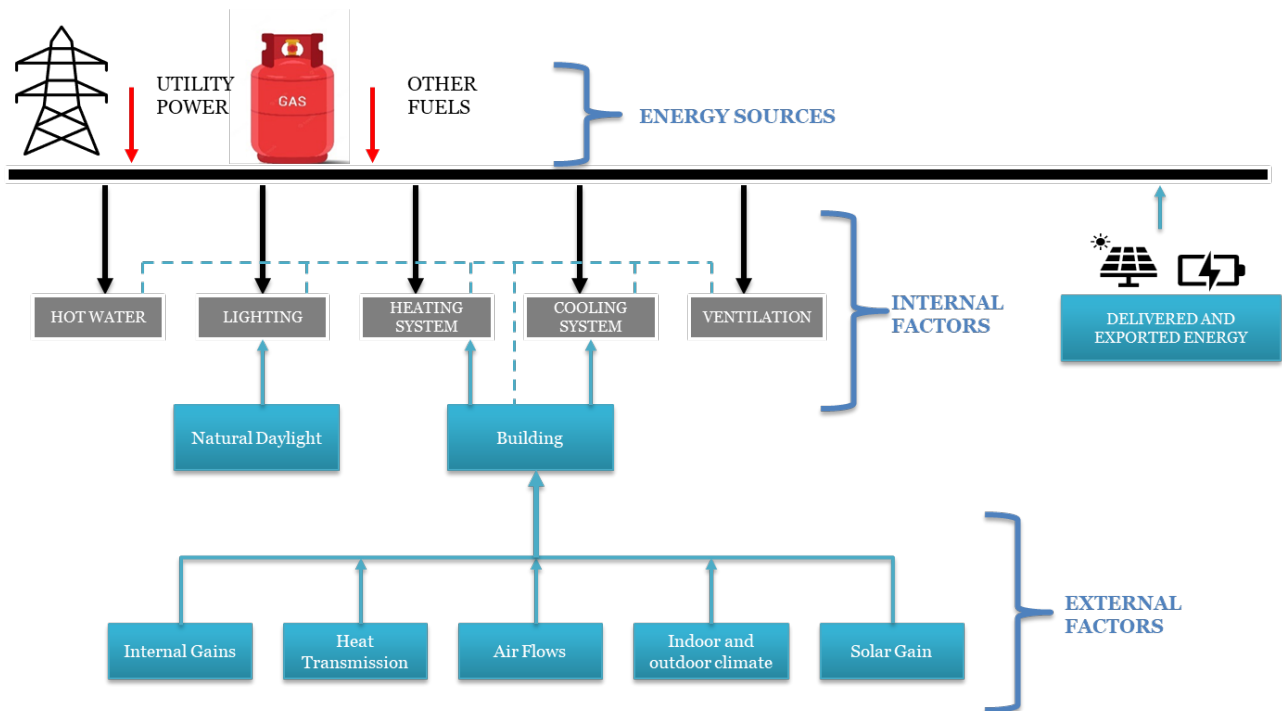 UTILITY
POWER
GAS
OTHER
FUELS
ENERGY SOURCES
HOT WATER
LIGHTING
HEATING
SYSTEM
COOLING
SYSTEM
VENTILATION
INTERNAL
FACTORS
DELIVERED AND
EXPORTED ENERGY
Natural Daylight
Building
Internal Gains
Heat
Transmission
Air Flows
Indoor and
outdoor climate
Solar Gain
EXTERNAL
FACTORS